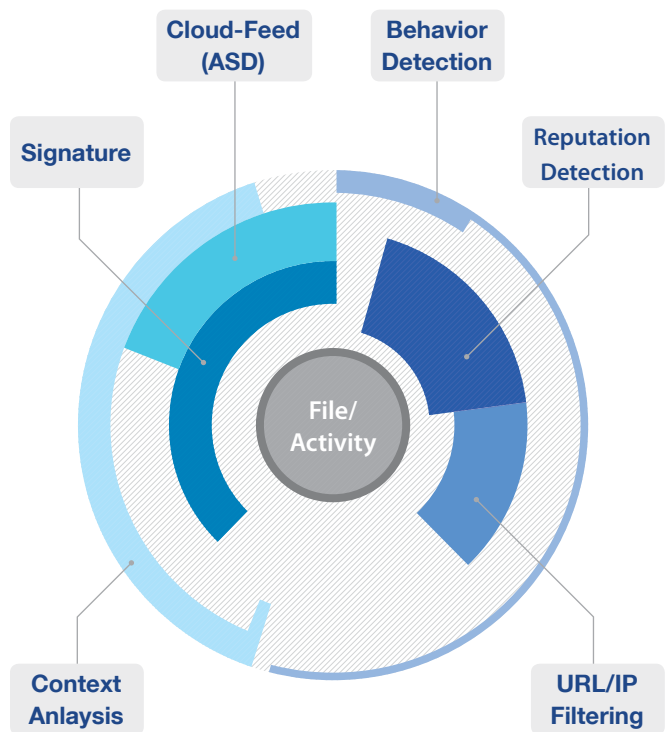 Cloud-Feed
(ASD)
Behavior
Detection
Signature
Reputation
Detection
File/
Activity
Context
Anlaysis
URL/IP
Filtering